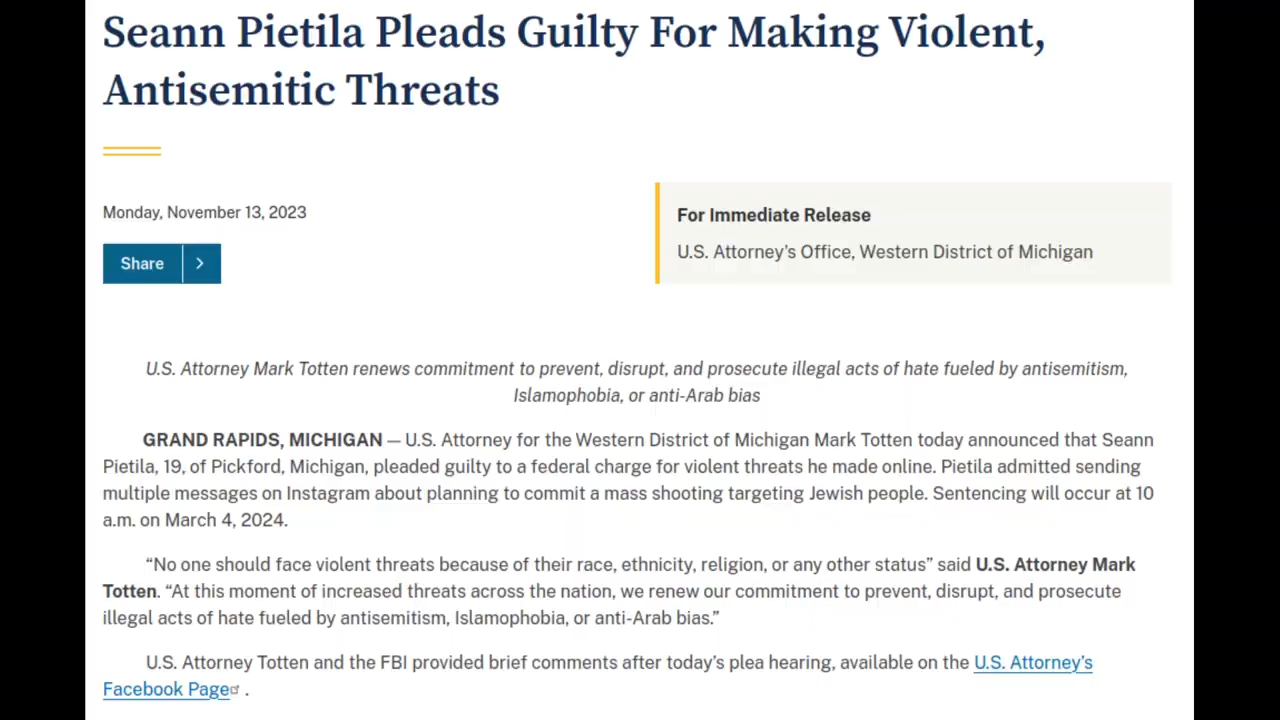 Seann Pietila Pleads Guilty For Making Violent,
Antisemitic Threats
Monday, November 13, 2023
Share
For Immediate Release
U.S. Attorney's Office, Western District of Michigan
U.S. Attorney Mark Totten renews commitment to prevent, disrupt, and prosecute illegal acts of hate fueled by antisemitism,
Islamophobia, or anti-Arab bias
GRAND RAPIDS, MICHIGAN — U.S. Attorney for the Western District of Michigan Mark Totten today announced that Seann
Pietila, 19, of Pickford, Michigan, pleaded guilty to a federal charge for violent threats he made online. Pietila admitted sending
multiple messages on Instagram about planning to commit a mass shooting targeting Jewish people. Sentencing will occur at 10
a.m. on March 4, 2024.
“No one should face violent threats because of their race, ethnicity, religion, or any other status” said U.S. Attorney Mark
Totten. “At this moment of increased threats across the nation, we renew our commitment to prevent, disrupt, and prosecute
illegal acts of hate fueled by antisemitism, Islamophobia, or anti-Arab bias.”
U.S. Attorney Totten and the FBI provided brief comments after today’s plea hearing, available on the U.S. Attorney’s
Facebook Page .